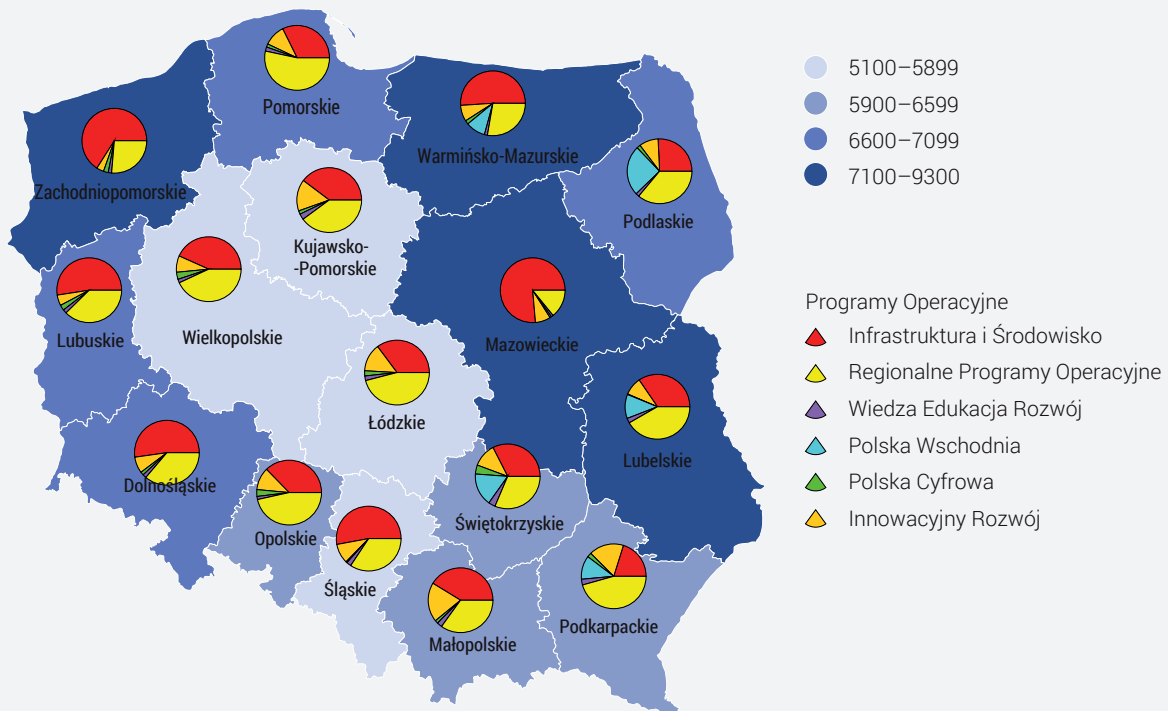 Pomorskie
Warmińsko-Mazurskie
Zachodniopomorskie
Podlaskie
Kujawsko-
-Pomorskie
Lubuskie
Wielkopolskie
Mazowieckie
Łódzkie
Lubelskie
Dolnośląskie
Opolskie
Świętokrzyskie
Śląskie
Małopolskie
Podkarpackie
5100–5899
5900–6599
6600–7099
7100–9300
Programy Operacyjne
Infrastruktura i Środowisko
Regionalne Programy Operacyjne
Wiedza Edukacja Rozwój
Polska Wschodnia
Polska Cyfrowa
Innowacyjny Rozwój